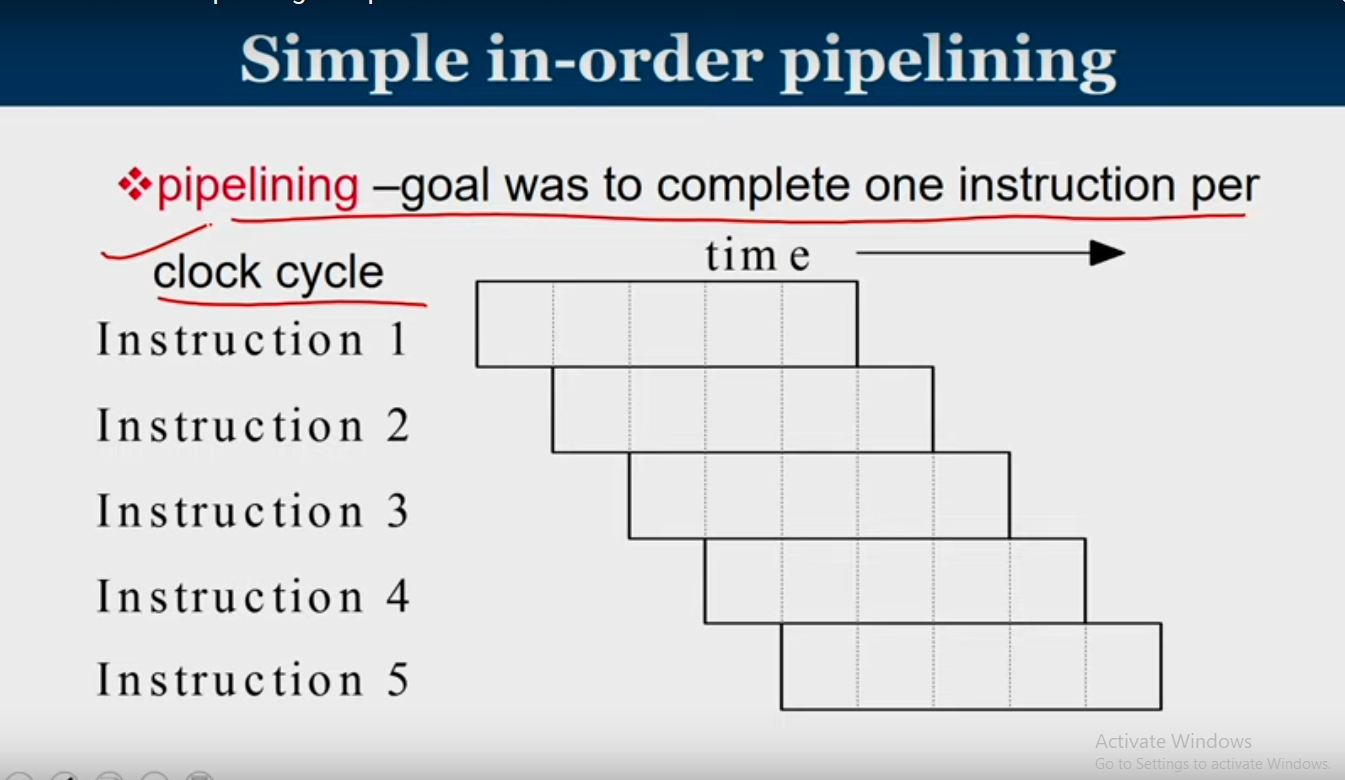 Simple in-order pipelining
❖pipelining –goal was to complete one instruction per
clock cycle
time
Instruction 1
Instruction 2
Instruction 3
Instruction 4
Instruction 5
Activate Windows
Go to Settings to activate Windows.